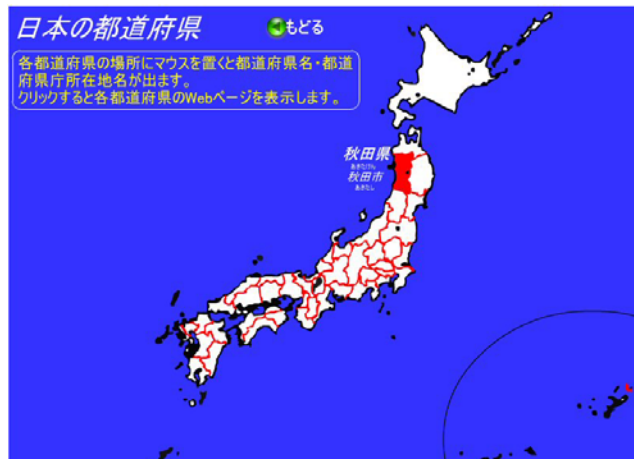 日本の都道府県
もどる
各都道府県の場所にマウスを置くと都道府県名・都道
府県庁所在地名が出ます。
クリックすると各都道府県のWebページを表示します。
秋田県
あきたけん
秋田市
あきたし